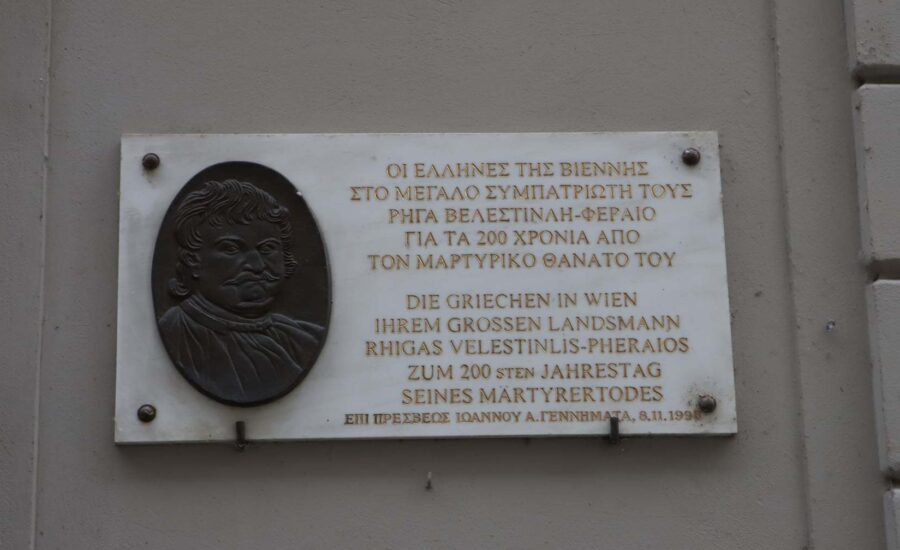 ΟΙ ΕΛΛΗΝΕΣ ΤΗΣ ΒΙΕΝΝΗΣ
ΣΤΟ ΜΕΓΑΛΟ ΣΥΜΠΑΤΡΙΩΤΗ ΤΟΥΣ
ΡΗΓΑ ΒΕΛΕΣΤΙΝΛΗ-ΦΕΡΑΙΟ
ΓΙΑ ΤΑ 200 ΧΡΟΝΙΑ ΑΠΟ
ΤΟΝ ΜΑΡΤΥΡΙΚΟ ΘΑΝΑΤΟ ΤΟΥ
DIE GRIECHEN IN WIEN
IHREM GROSSEN LANDSMANN
RHIGAS VELESTINLIS-PHERAIOS
ZUM 200 STEN JAHRESTAG
SEINES MÄRTYRERTODES
ΕΠΙ ΠΡΕΣΒΕΩΣ ΙΩΑΝΝΟΥ Α.ΓΕΝΝΗΜΑΤΑ, 8.11.